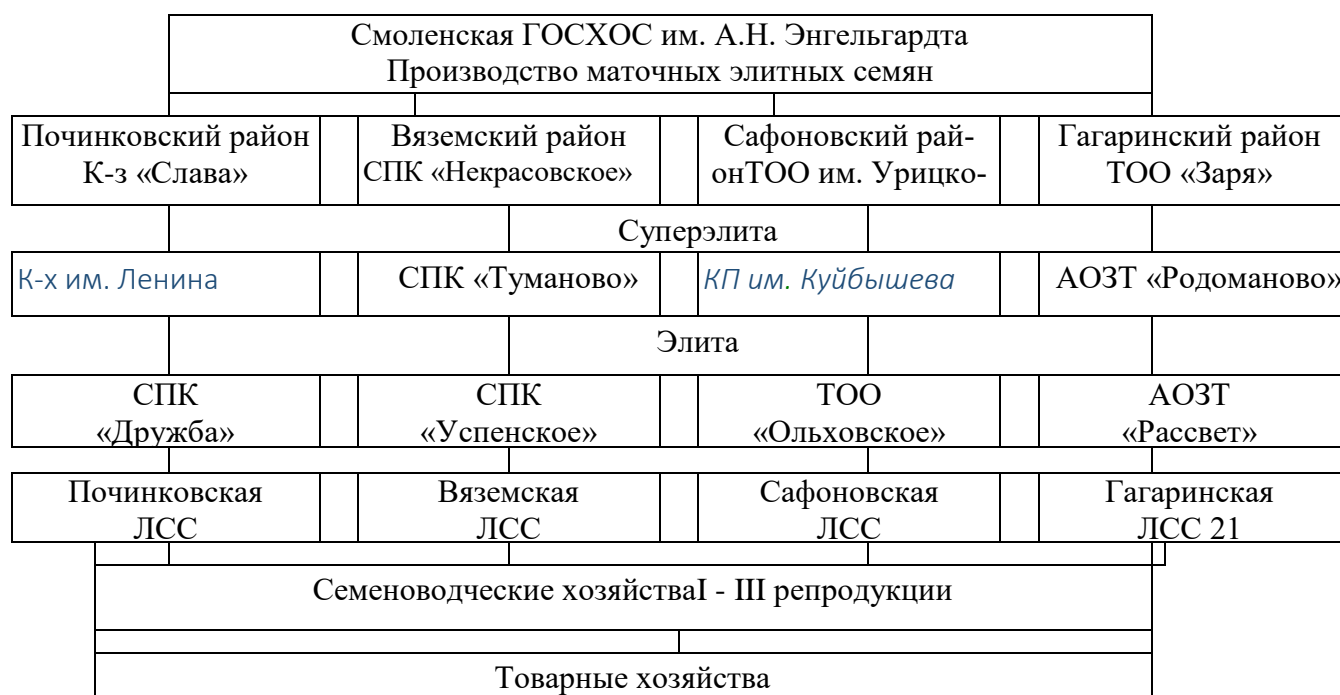 Смоленская ГОСХОС им. А.Н. Энгельгардта
Производство маточных элитных семян
Починковский район
К-з «Слава»
Вяземский район
СПК «Некрасовское»
Сафоновский рай-
онТОО им. Урицко-
Гагаринский район
ТОО «Заря»
Суперэлита
К-х им. Ленина
СПК «Туманово»
КП им. Куйбышева
АОЗТ «Родоманово»
Элита
СПК
«Дружба»
СПК
«Успенское»
ТОО
«Ольховское»
АОЗТ
«Рассвет»
Починковская
ЛСС
Вяземская
ЛСС
Сафоновская
ЛСС
Гагаринская
ЛСС 21
Семеноводческие хозяйстваI - III репродукции
Товарные хозяйства